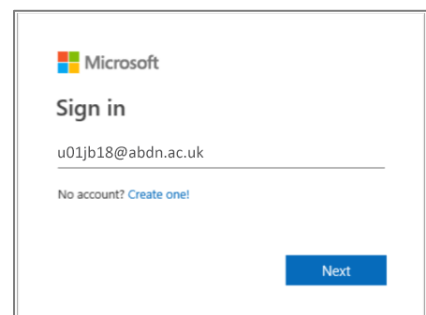 Microsoft
Sign in
u01jb18@abdn.ac.uk
No account? Create one!
Next